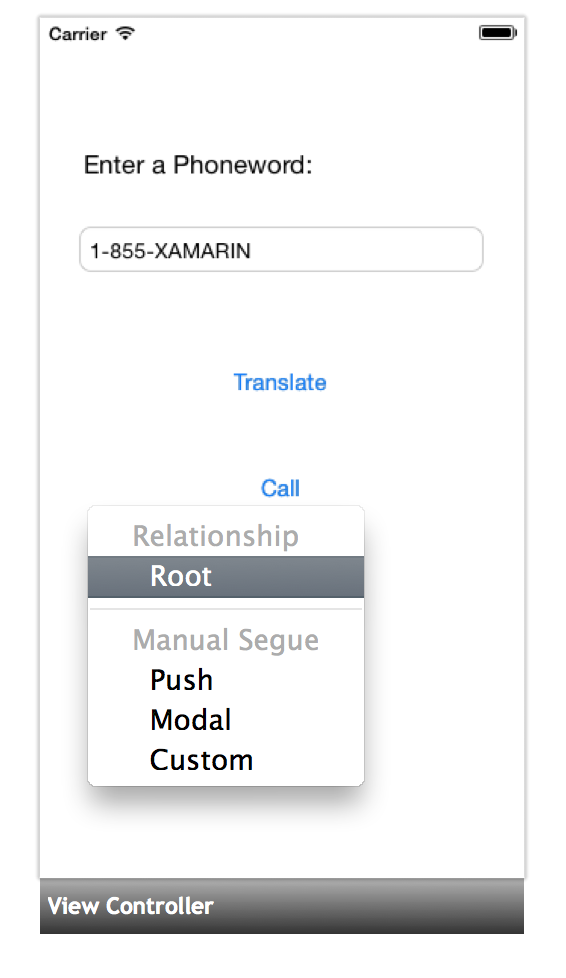 Carrier
Enter a Phoneword:
1-855-XAMARIN
Translate
Call
Relationship
Root
Manual Segue
Push
Modal
Custom
View Controller